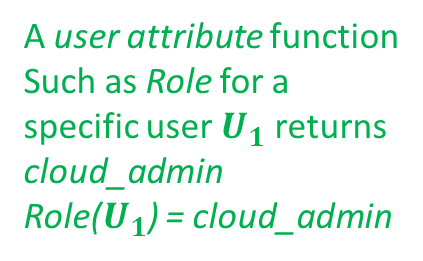 A user attribute function
Such as Role for a
specific user U₁ returns
cloud_admin
Role(U₁) = cloud_admin